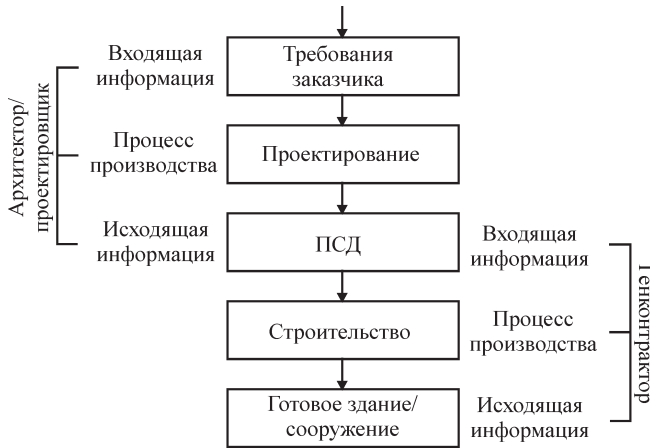 Архитектор/
проектировщик
Входящая
информация
Требования
заказчика
Процесс
производства
Проектирование
Исходящая
информация
ПСД
Входящая
информация
Строительство
Процесс
производства
Готовое здание/
сооружение
Исходящая
информация
Генконтрактор